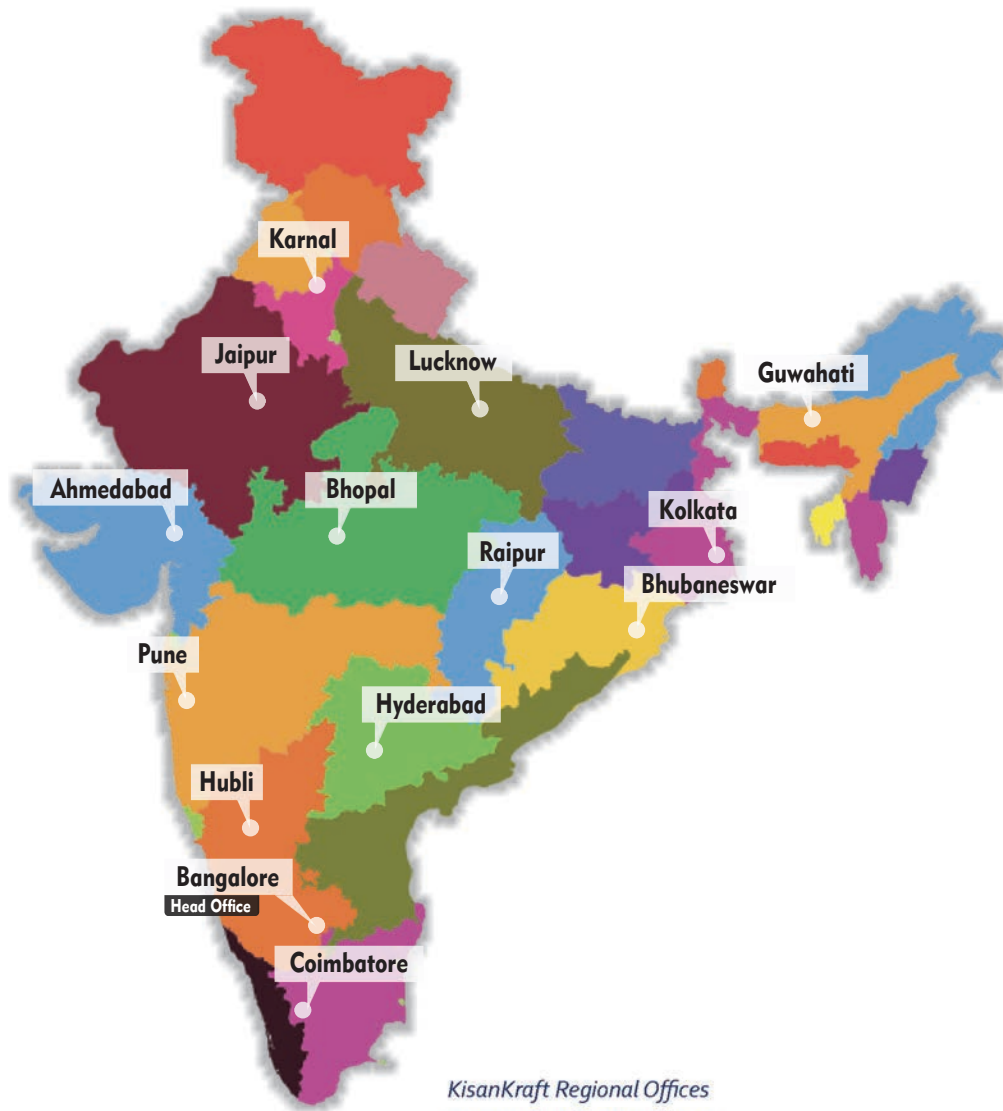 Karnal
Jaipur
Lucknow
Guwahati
Ahmedabad
Bhopal
Kolkata
Raipur
Bhubaneswar
Pune
Hyderabad
Hubli
Bangalore
Head Office
Coimbatore
KisanKraft Regional Offices